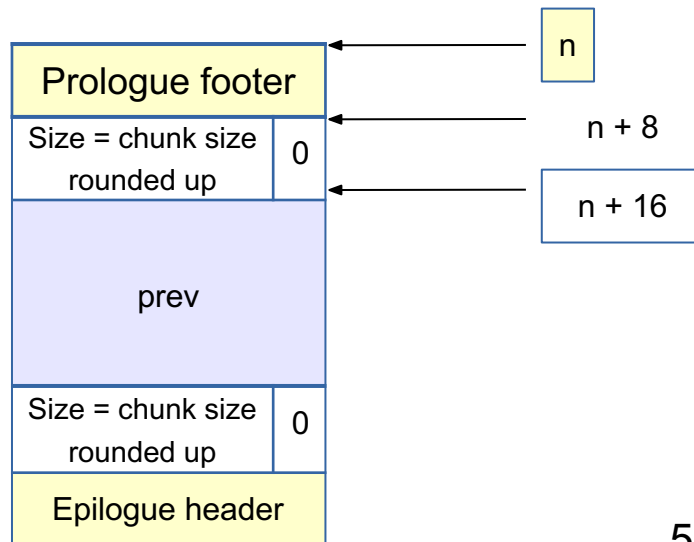 Prologue footer
n
Size = chunk size
rounded up
0
n + 8
n + 16
prev
Size = chunk size
rounded up
0
Epilogue header
5